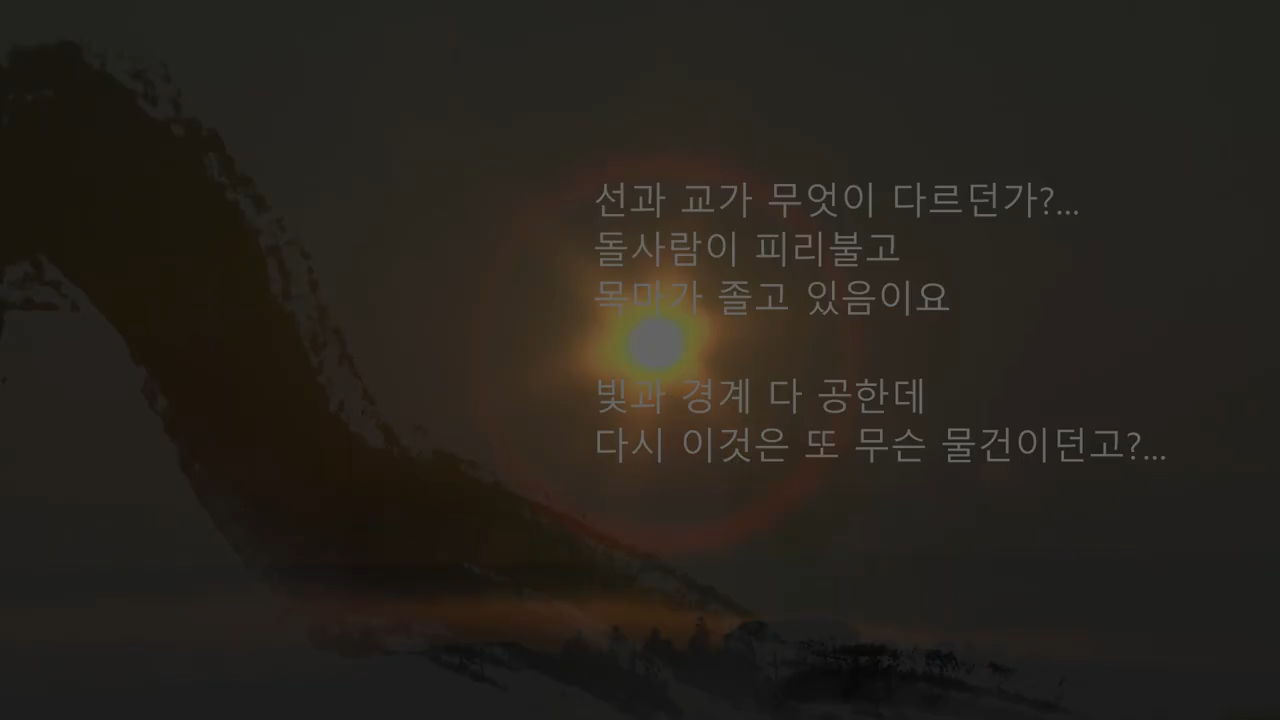 선과 교가 무엇이 다르던가?...
돌사람이 피리불고
목마가 졸고 있음이요
빛과 경계 다 공한데
다시 이것은 또 무슨 물건이던고?...